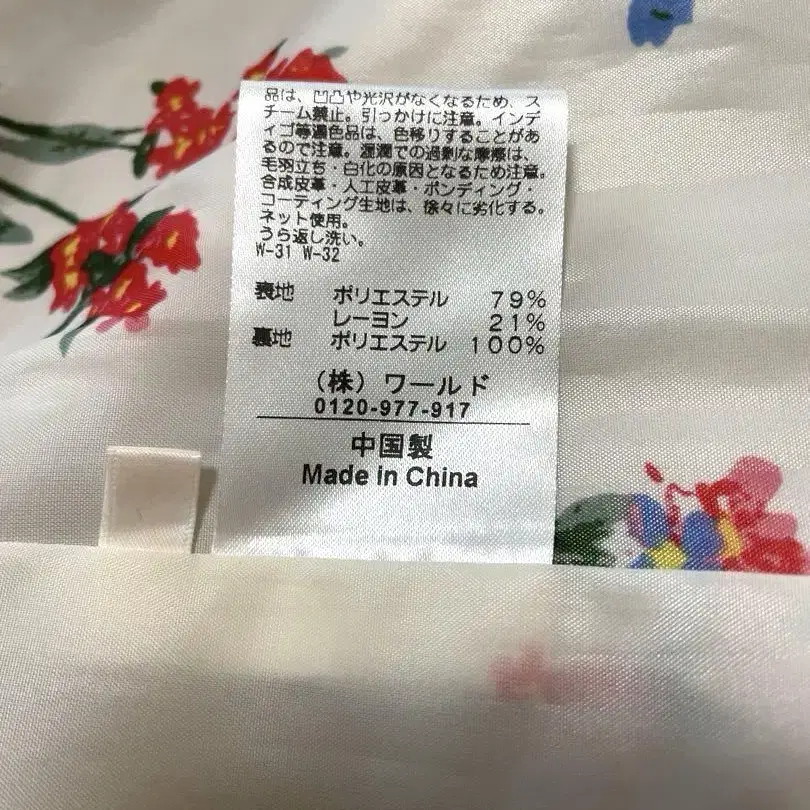 品は、凹凸や光沢がなくなるため、ス
チーム禁止。引っかけに注意。インデ
ィゴ等濃色品は、色移りすることがあ
るので注意。湿潤での過剰な摩擦は、
毛羽立ち・白化の原因となるため注意。
合成皮革・人工皮革・ボンディング・
コーティング生地は、徐々に劣化する。
ネット使用。
うら返し洗い。
W-31 W-32
表地 ポリエステル 79%
レーヨン 21%
裏地 ポリエステル 100%
(株)ワールド
0120-977-917
中国製
Made in China